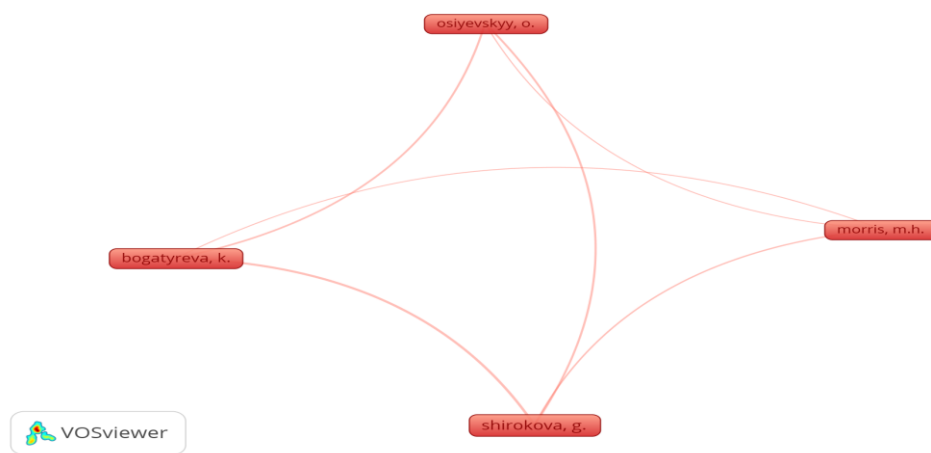 osiyevskyy, o.
morris, m.h.
bogatyreva, k.
shirokova, g.
VOSviewer